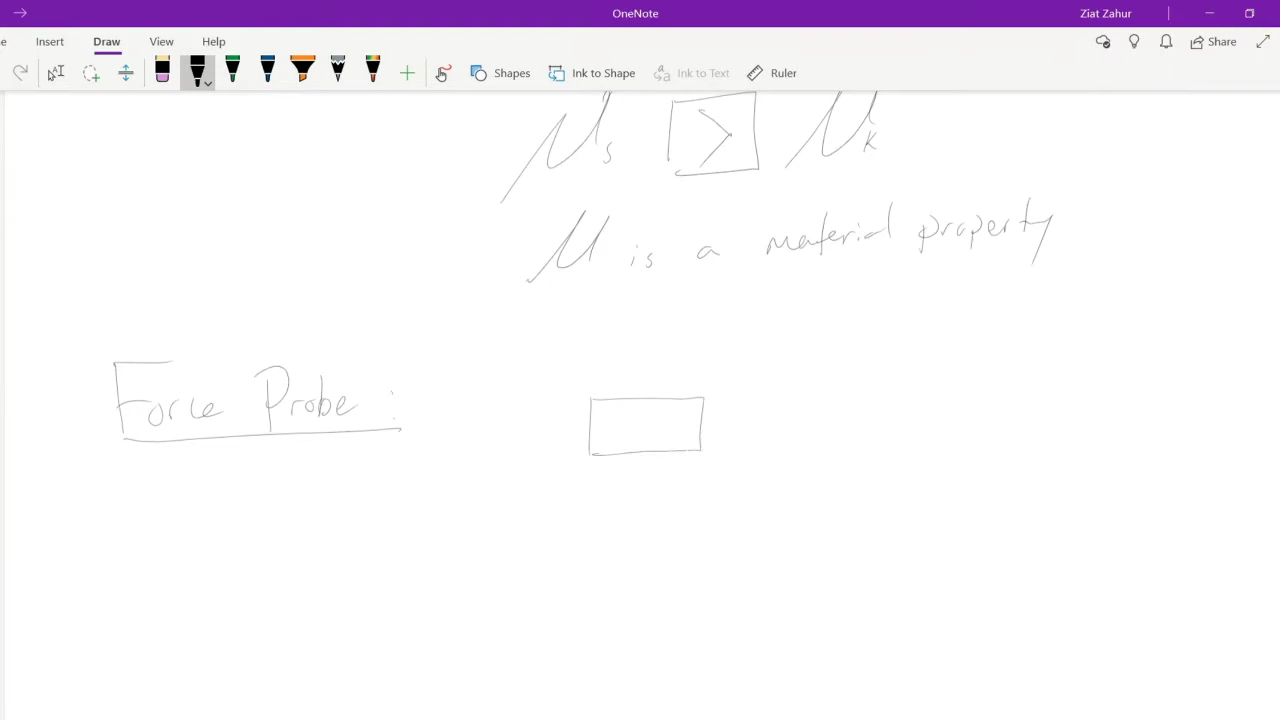 OneNote
Ziat Zahur
Insert Draw View Help
Share
Shapes Ink to Shape Ink to Text Ruler
μs > μk
μ is a material property
Force Probe :